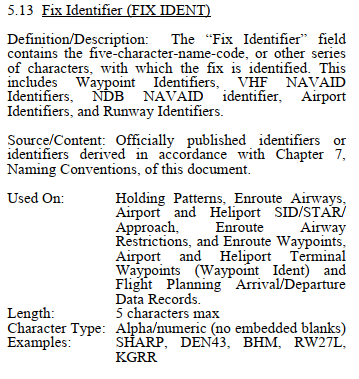 5.13 Fix Identifier (FIX IDENT)
Definition/Description: The “Fix Identifier” field
contains the five-character-name-code, or other series
of characters, with which the fix is identified. This
includes Waypoint Identifiers, VHF NAVAID
Identifiers, NDB NAVAID identifier, Airport
Identifiers, and Runway Identifiers.
Source/Content: Officially published identifiers or
identifiers derived in accordance with Chapter 7,
Naming Conventions, of this document.
Used On: Holding Patterns, Enroute Airways,
Airport and Heliport SID/STAR/
Approach, Enroute Airway
Restrictions, and Enroute Waypoints,
Airport and Heliport Terminal
Waypoints (Waypoint Ident) and
Flight Planning Arrival/Departure
Data Records.
Length: 5 characters max
Character Type: Alpha/numeric (no embedded blanks)
Examples: SHARP, DEN43, BHM, RW27L,
KGRR